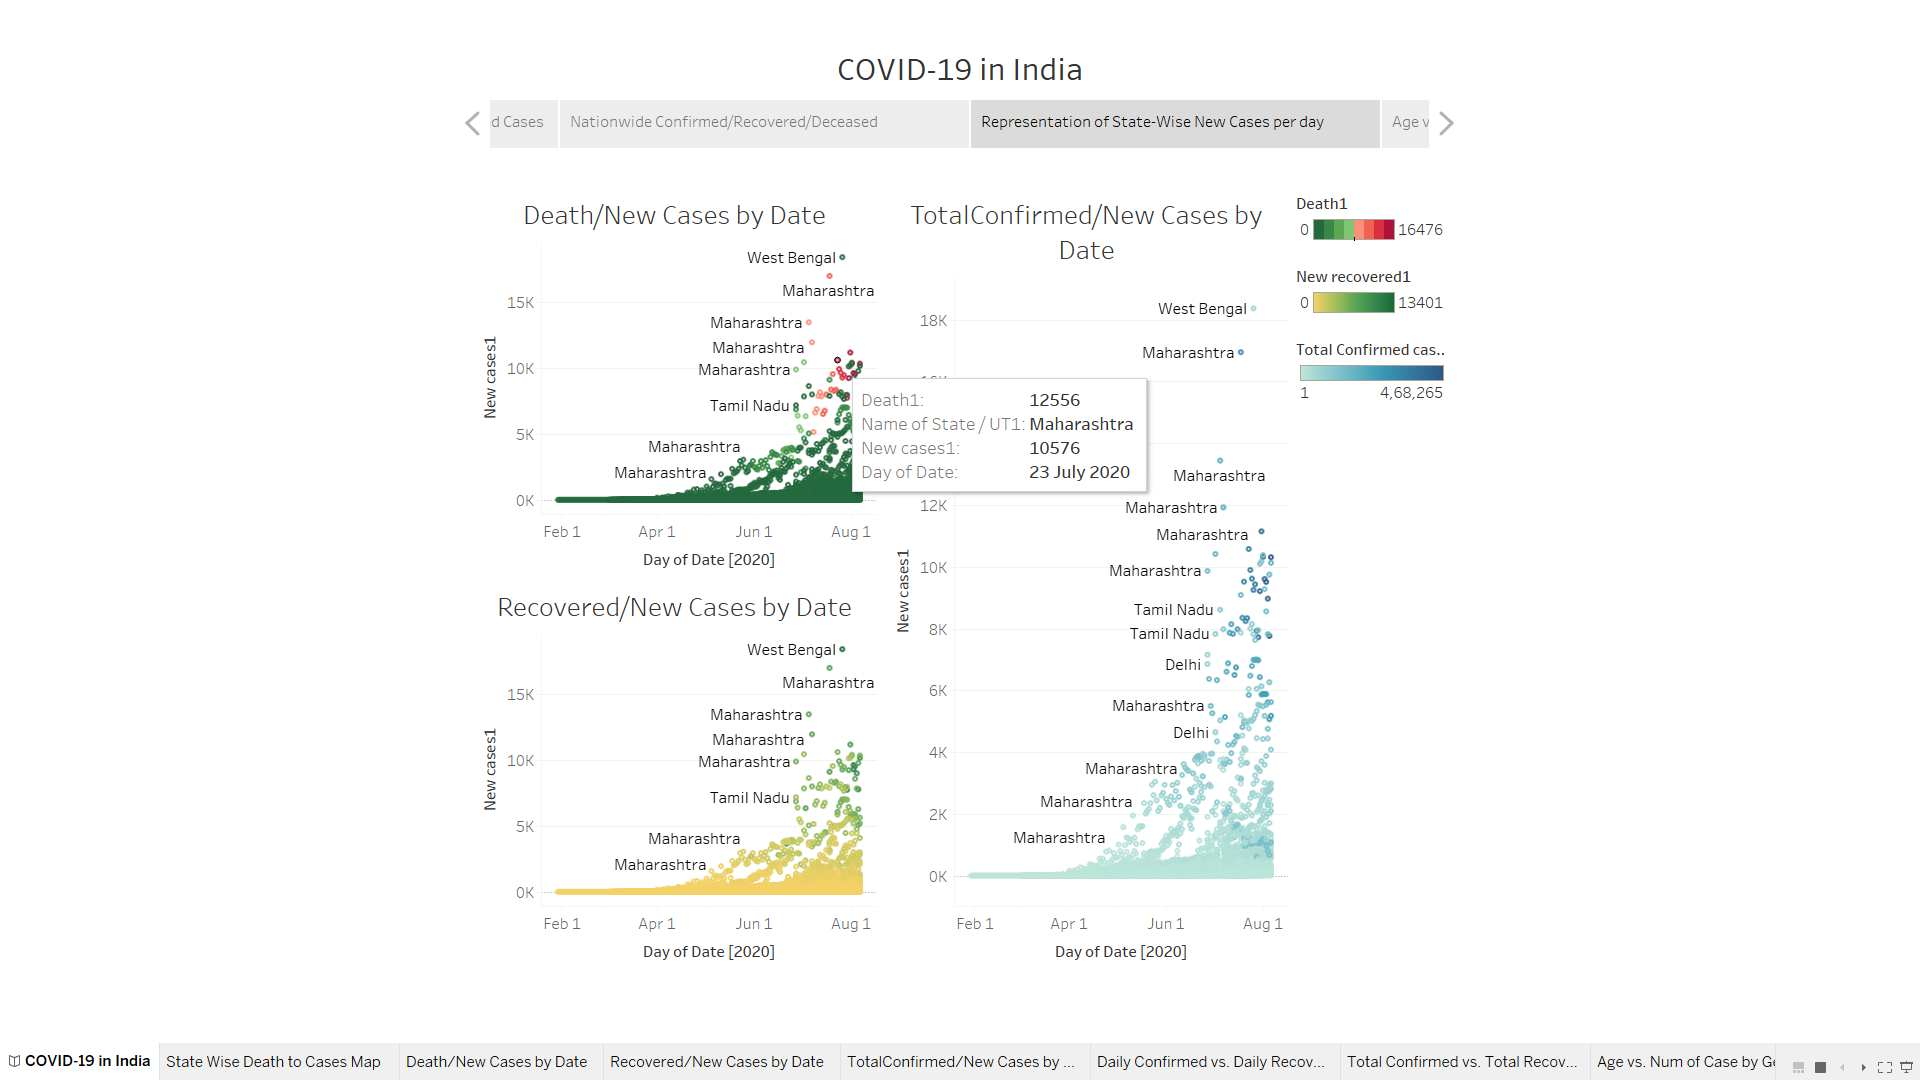 COVID-19 in India
d Cases
Nationwide Confirmed/Recovered/Deceased
Representation of State-Wise New Cases per day
Age v
Death/New Cases by Date
West Bengal
Maharashtra
15K
Maharashtra
Maharashtra
10K
Maharashtra
Tamil Nadu
5K
Maharashtra
Maharashtra
0K
New cases1
Feb 1
Apr 1
Jun 1
Aug 1
Day of Date [2020]
Death1: 12556
Name of State / UT1: Maharashtra
New cases1: 10576
Day of Date: 23 July 2020
Recovered/New Cases by Date
West Bengal
Maharashtra
15K
Maharashtra
Maharashtra
10K
Maharashtra
Tamil Nadu
5K
Maharashtra
Maharashtra
0K
New cases1
Feb 1
Apr 1
Jun 1
Aug 1
Day of Date [2020]
TotalConfirmed/New Cases by
Date
West Bengal
18K
Maharashtra
Maharashtra
12K
Maharashtra
Maharashtra
10K
Maharashtra
Tamil Nadu
8K
Tamil Nadu
Delhi
6K
Maharashtra
Delhi
4K
Maharashtra
Maharashtra
2K
Maharashtra
0K
New cases1
Feb 1
Apr 1
Jun 1
Aug 1
Day of Date [2020]
Death1
0
16476
New recovered1
0
13401
Total Confirmed cas..
1
4,68,265
COVID-19 in India
State Wise Death to Cases Map
Death/New Cases by Date
Recovered/New Cases by Date
TotalConfirmed/New Cases by ...
Daily Confirmed vs. Daily Recov...
Total Confirmed vs. Total Recov...
Age vs. Num of Case by Ge